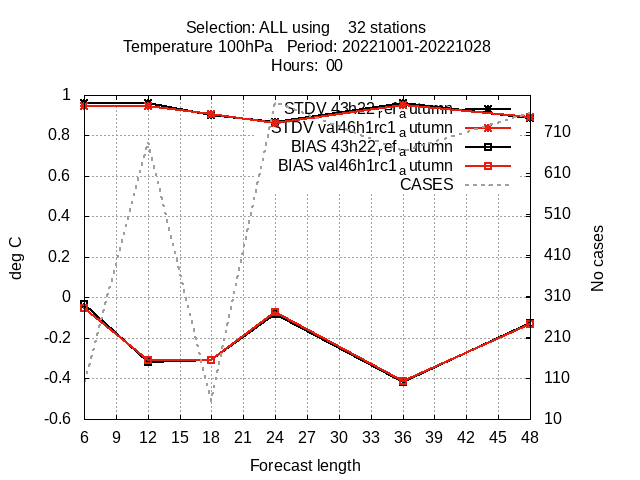 Selection: ALL using 32 stations
Temperature 100hPa Period: 20221001-20221028
Hours: 00
1
0.8
0.6
0.4
0.2
0
-0.2
-0.4
-0.6
deg C
STDV 43h22_ref_autumn
STDV val46h1rc1_autumn
BIAS 43h22_ref_autumn
BIAS val46h1rc1_autumn
CASES
710
610
510
410
310
210
110
10
No cases
6 9 12 15 18 21 24 27 30 33 36 39 42 45 48
Forecast length